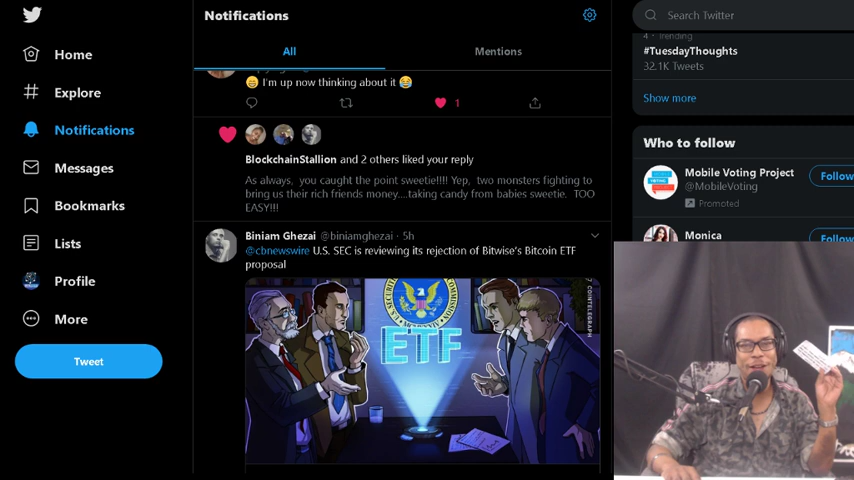 Notifications
Search Twitter
Home
All
Mentions
4 · Trending
#TuesdayThoughts
32.1K Tweets
Explore
😁 I'm up now thinking about it 😂
Show more
1
Notifications
Who to follow
BlockchainStallion and 2 others liked your reply
Messages
As always, you caught the point sweetie!!!! Yep, two monsters fighting to
bring us their rich friends money....taking candy from babies sweetie. TOO
EASY!!!
Mobile Voting Project
@MobileVoting
Follow
Promoted
Bookmarks
Lists
Biniam Ghezai @biniamghezai · 5h
@cbnewswire U.S. SEC is reviewing its rejection of Bitwise's Bitcoin ETF
proposal
Monica
Follow
Profile
More
Tweet
COINTELEGRAPH
ETF